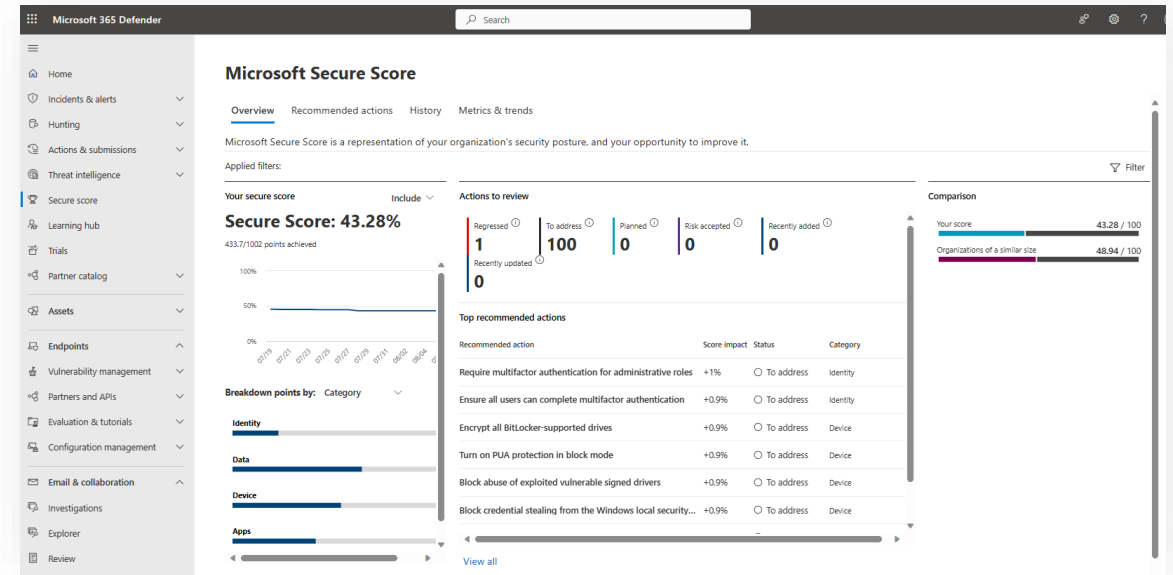 Microsoft 365 Defender
Search
?
Home
Incidents & alerts
Hunting
Actions & submissions
Threat intelligence
Secure score
Learning hub
Trials
Partner catalog
Assets
Endpoints
Vulnerability management
Partners and APIs
Evaluation & tutorials
Configuration management
Email & collaboration
Investigations
Explorer
Review
Microsoft Secure Score
Overview Recommended actions History Metrics & trends
Microsoft Secure Score is a representation of your organization's security posture, and your opportunity to improve it.
Applied filters:
Filter
Your secure score
Include
Secure Score: 43.28%
433.7/1002 points achieved
100%
50%
0%
07/19 07/21 07/23 07/25 07/27 07/29 07/31 08/02 08/04
Breakdown points by: Category
Identity
Data
Device
Apps
Actions to review
Regressed
1
To address
100
Planned
0
Risk accepted
0
Recently added
0
Recently updated
0
Top recommended actions
Recommended action Score impact Status Category
Require multifactor authentication for administrative roles +1% To address Identity
Ensure all users can complete multifactor authentication +0.9% To address Identity
Encrypt all BitLocker-supported drives +0.9% To address Device
Turn on PUA protection in block mode +0.9% To address Device
Block abuse of exploited vulnerable signed drivers +0.9% To address Device
Block credential stealing from the Windows local security... +0.9% To address Device
View all
Comparison
Your score 43.28 / 100
Organizations of a similar size 48.94 / 100